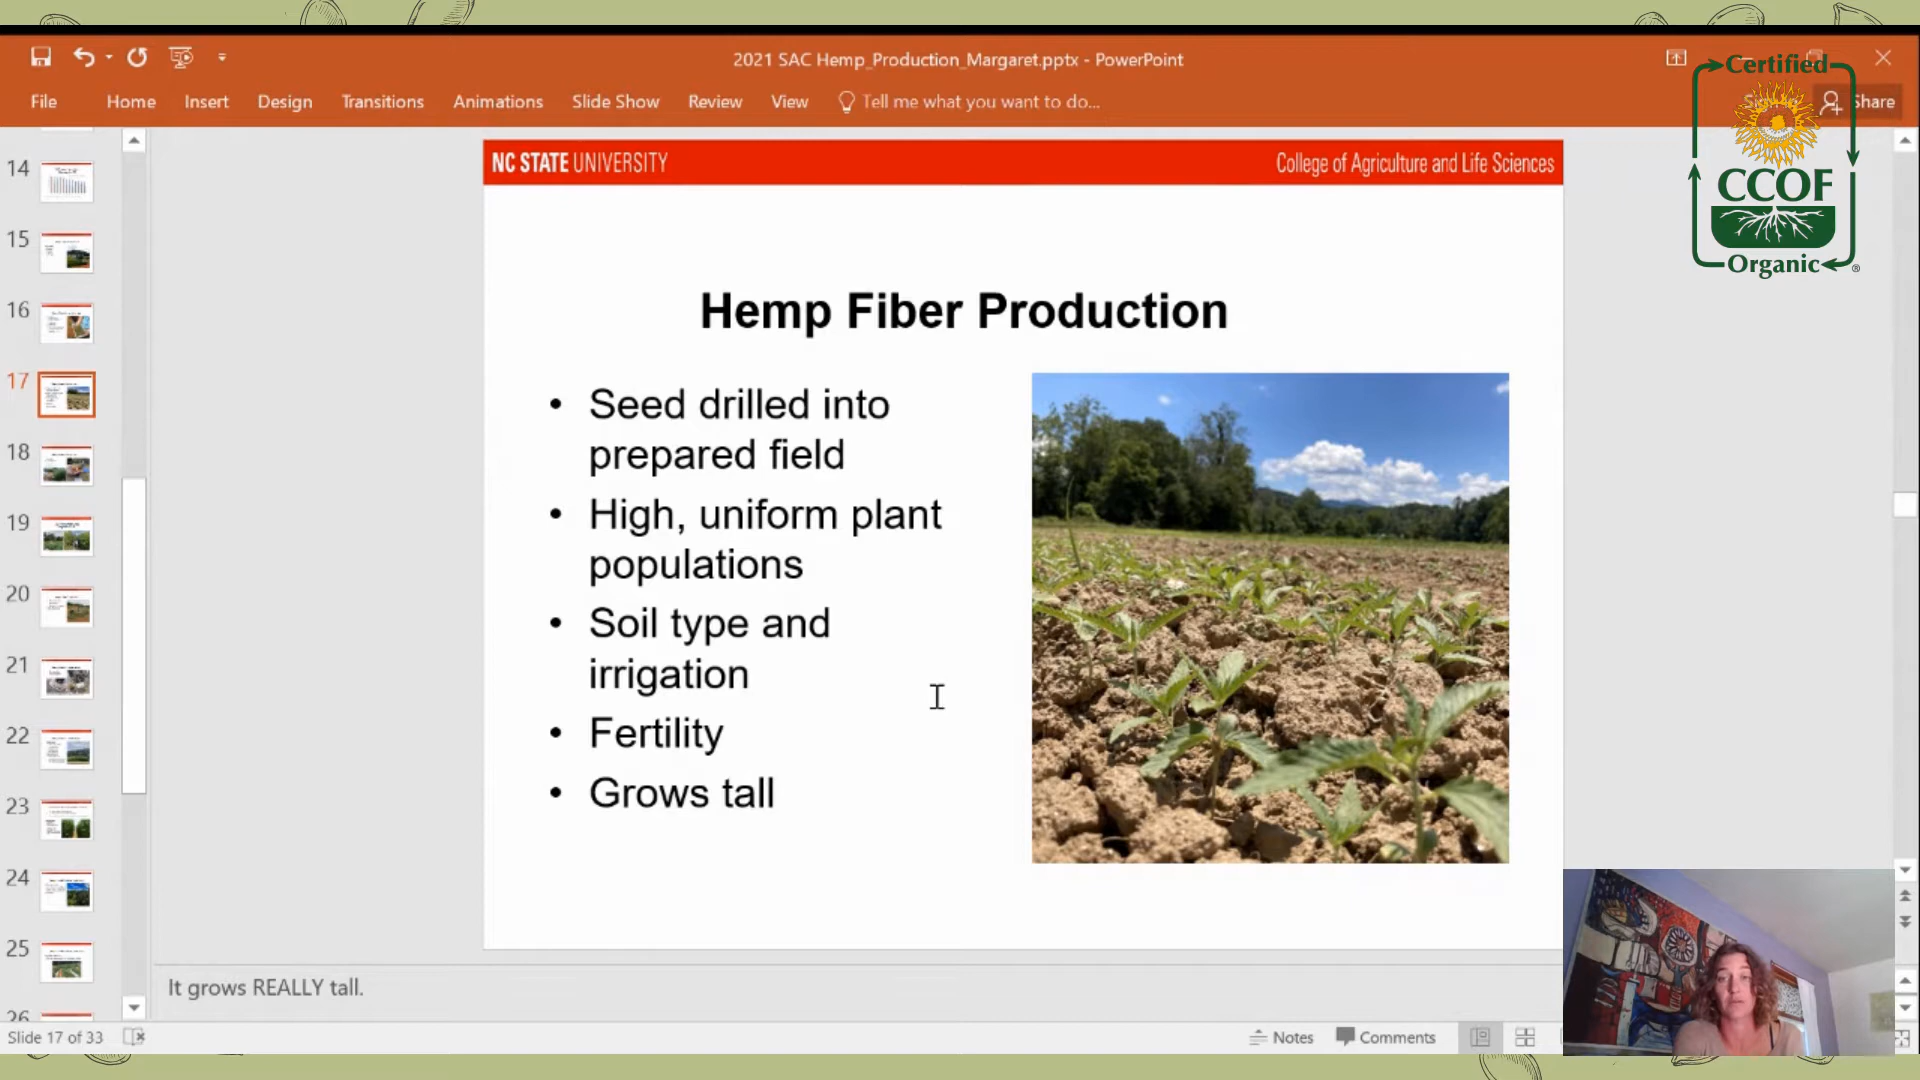 2021 SAC Hemp_Production_Margaret.pptx - PowerPoint
File Home Insert Design Transitions Animations Slide Show Review View Tell me what you want to do... Share
Certified
CCOF
Organic
®
NC STATE UNIVERSITY College of Agriculture and Life Sciences
Hemp Fiber Production
• Seed drilled into
prepared field
• High, uniform plant
populations
• Soil type and
irrigation
• Fertility
• Grows tall
14
15
16
17
18
19
20
21
22
23
24
25
26
It grows REALLY tall.
Slide 17 of 33 Notes Comments